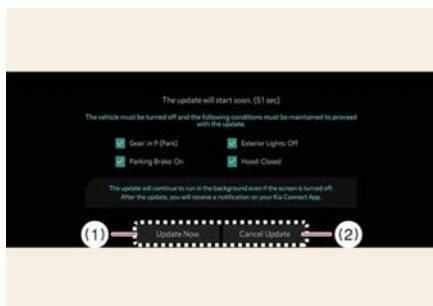 The update will start soon. (51 sec)
The vehicle must be turned off and the following conditions must be maintained to proceed
with the update.
Gear: in P (Park)
Exterior Lights: Off
Parking Brake: On
Hood: Closed
The update will continue to run in the background even if the screen is turned off.
After the update, you will receive a notification on your Kia Connect App.
(1) Update Now Cancel Update (2)